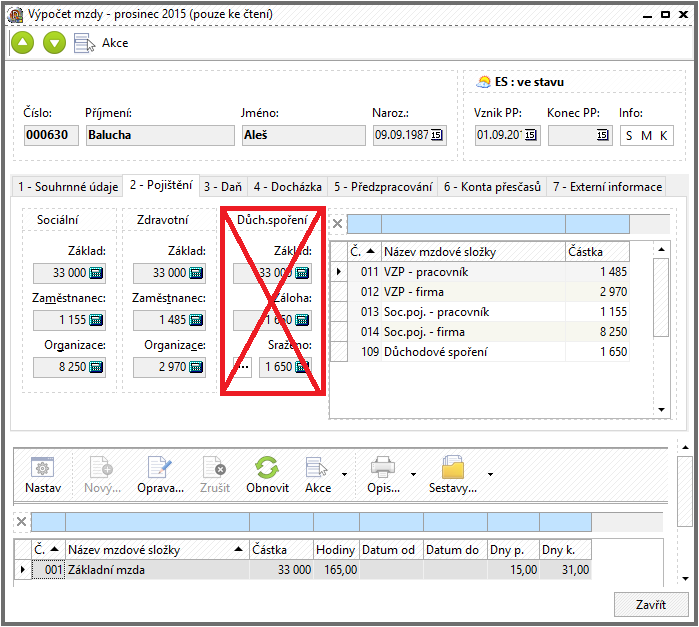 Výpočet mzdy - prosinec 2015 (pouze ke čtení)
Akce
ES : ve stavu
Číslo: Příjmení: Jméno: Naroz.: Vznik PP: Konec PP: Info:
000630 Balucha Aleš 09.09.1987 15 01.09.20 15 15 S M K
1 - Souhrnné údaje 2 - Pojištění 3 - Daň 4 - Docházka 5 - Předzpracování 6 - Konta přesčasů 7 - Externí informace
Sociální Zdravotní Důch.spoření
Základ: Základ: Základ:
33 000 33 000 33 000
Zaměstnanec: Zaměstnanec: Záloha:
1 155 1 485 1 650
Organizace: Organizace: Sraženo:
8 250 2 970 ... 1 650
Č. Název mzdové složky Částka
011 VZP - pracovník 1 485
012 VZP - firma 2 970
013 Soc.poj. - pracovník 1 155
014 Soc.poj. - firma 8 250
109 Důchodové spoření 1 650
Nastav Nový... Oprava... Zrušit Obnovit Akce Opis... Sestavy...
Č. Název mzdové složky Částka Hodiny Datum od Datum do Dny p. Dny k.
001 Základní mzda 33 000 165,00 15,00 31,00
Zavřít